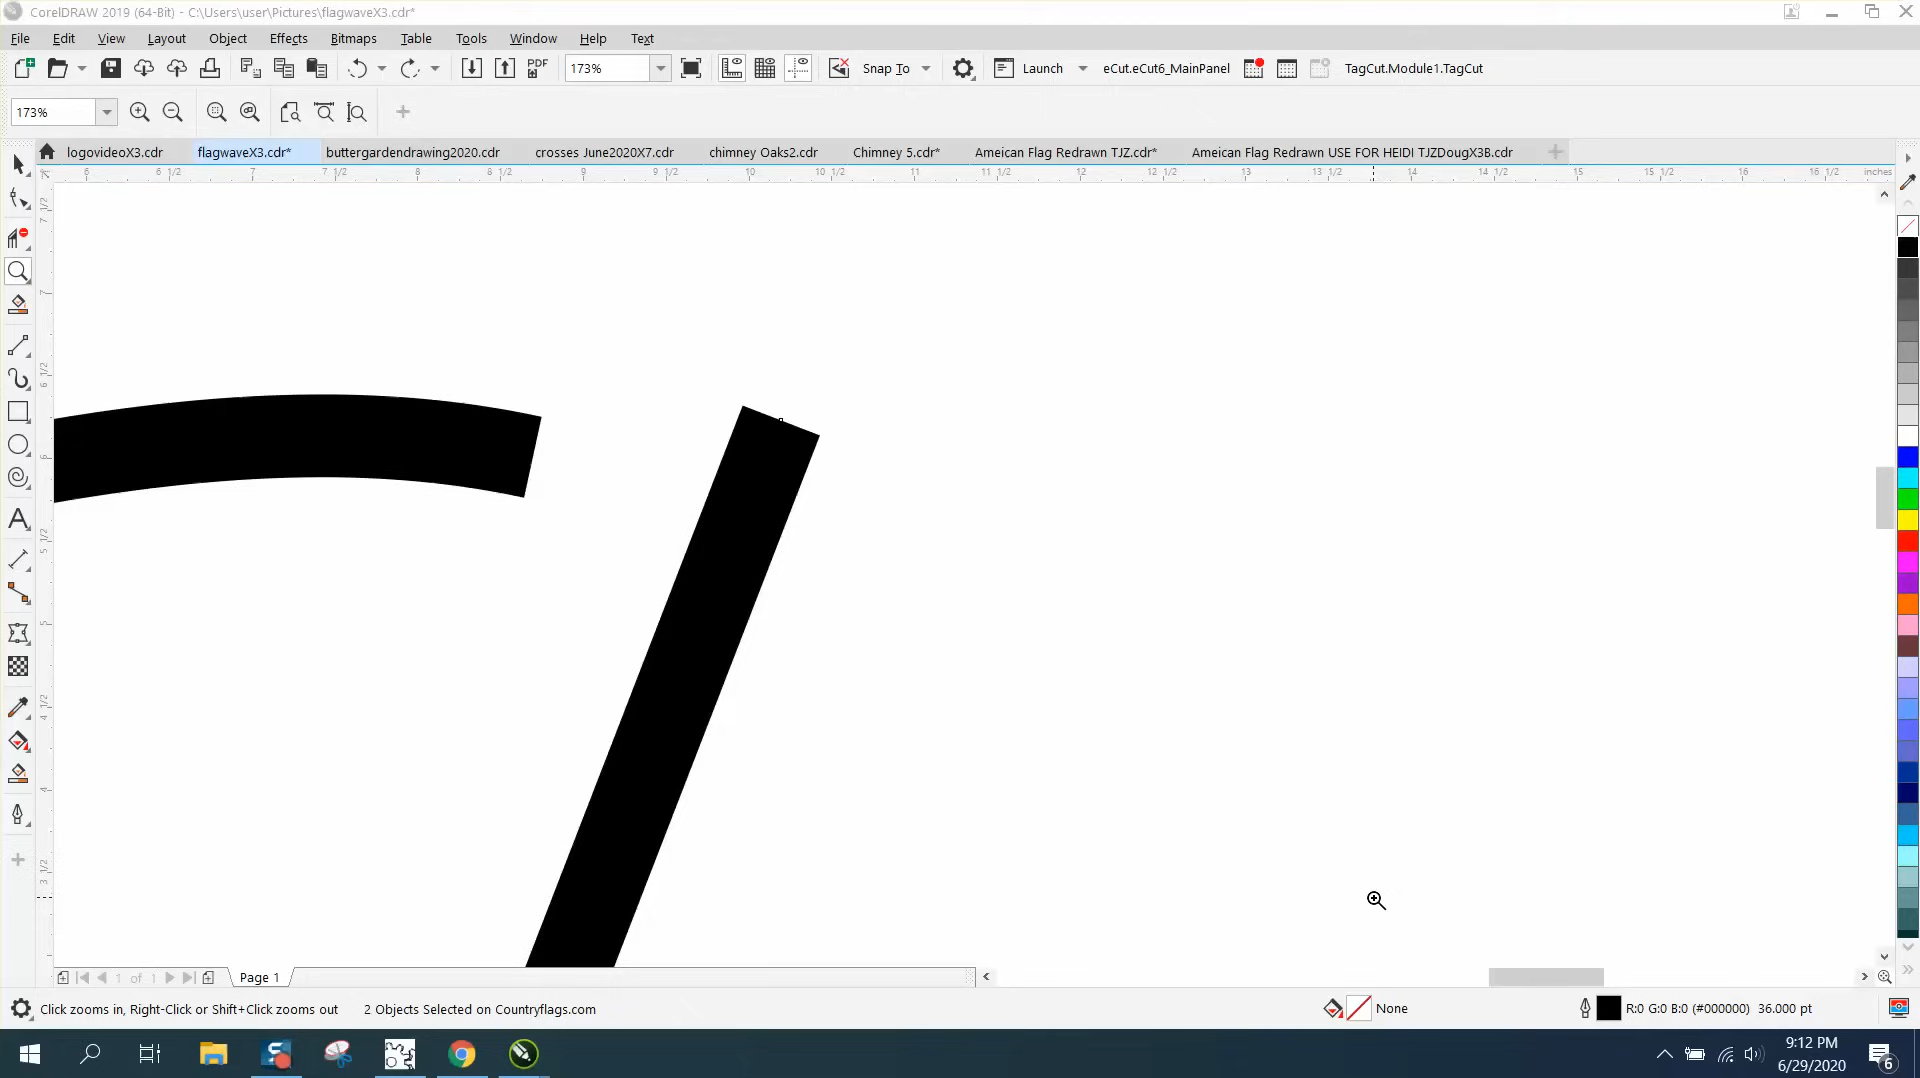 CorelDRAW 2019 (64-Bit) - C:\Users\user\Pictures\flagwaveX3.cdr*
File Edit View Layout Object Effects Bitmaps Table Tools Window Help Text
PDF 173% Snap To Launch eCut.eCut6_MainPanel TagCut.Module1.TagCut
173%
logovideoX3.cdr flagwaveX3.cdr* buttergardendrawing2020.cdr crosses June2020X7.cdr chimney Oaks2.cdr Chimney 5.cdr* Ameican Flag Redrawn TJZ.cdr* Ameican Flag Redrawn USE FOR HEIDI TJZDougX3B.cdr
6 6 1/2 7 7 1/2 8 8 1/2 9 9 1/2 10 10 1/2 11 11 1/2 12 12 1/2 13 13 1/2 14 14 1/2 15 15 1/2 16 16 1/2 inches
7 1/2
7
6 1/2
6
5 1/2
5
4 1/2
4
3 1/2
1 of 1 Page 1
Click zooms in, Right-Click or Shift+Click zooms out 2 Objects Selected on Countryflags.com None R:0 G:0 B:0 (#000000) 36.000 pt
9:12 PM
6/29/2020
6